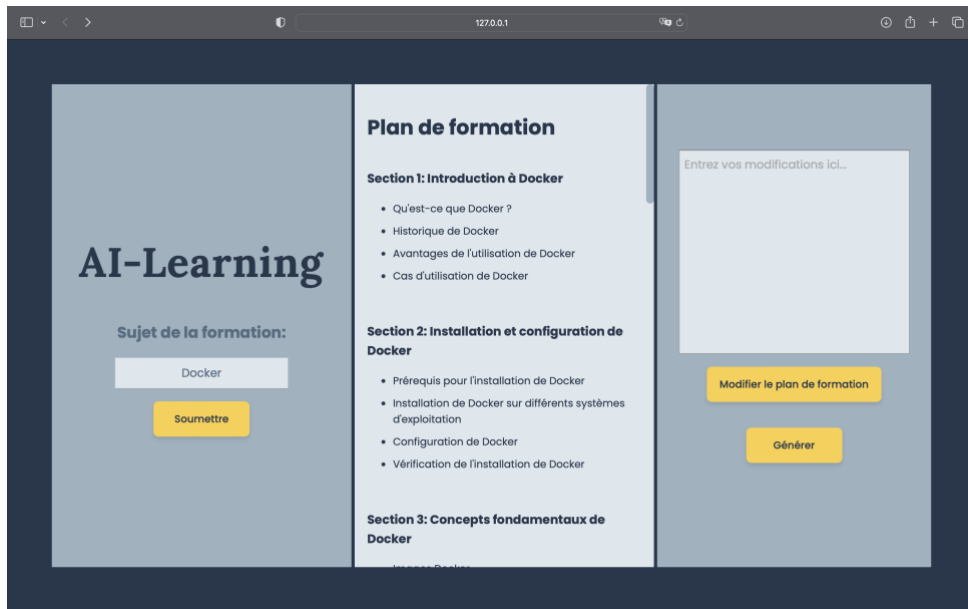 127.0.0.1
AI-Learning
Sujet de la formation:
Docker
Soumettre
Plan de formation
Section 1: Introduction à Docker
• Qu'est-ce que Docker ?
• Historique de Docker
• Avantages de l'utilisation de Docker
• Cas d'utilisation de Docker
Section 2: Installation et configuration de
Docker
• Prérequis pour l'installation de Docker
• Installation de Docker sur différents systèmes
d'exploitation
• Configuration de Docker
• Vérification de l'installation de Docker
Section 3: Concepts fondamentaux de
Docker
Images Docker
Entrez vos modifications ici...
Modifier le plan de formation
Générer